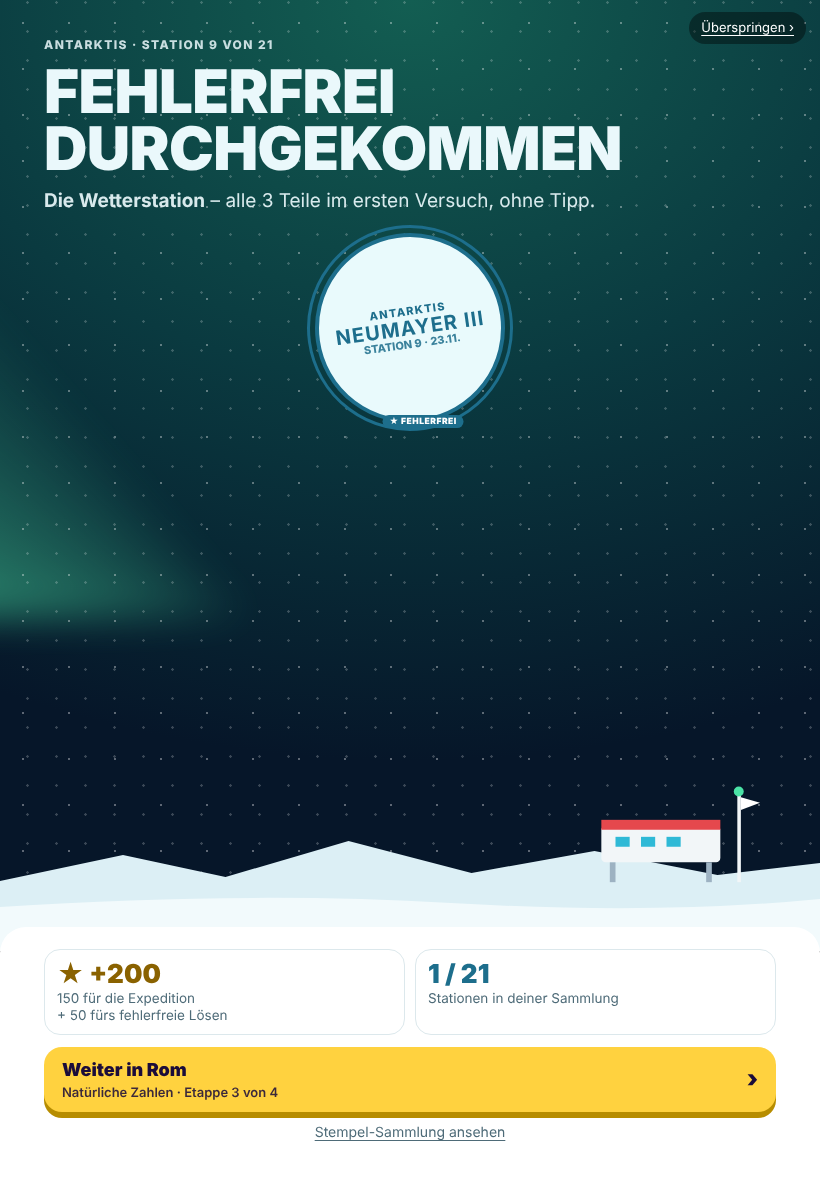 Überspringen ›
ANTARKTIS · STATION 9 VON 21
FEHLERFREI
DURCHGEKOMMEN
Die Wetterstation – alle 3 Teile im ersten Versuch, ohne Tipp.
ANTARKTIS
NEUMAYER III
STATION 9 · 23.11.
★ FEHLERFREI
★ +200
150 für die Expedition
+ 50 fürs fehlerfreie Lösen
1 / 21
Stationen in deiner Sammlung
Weiter in Rom
Natürliche Zahlen · Etappe 3 von 4
›
Stempel-Sammlung ansehen